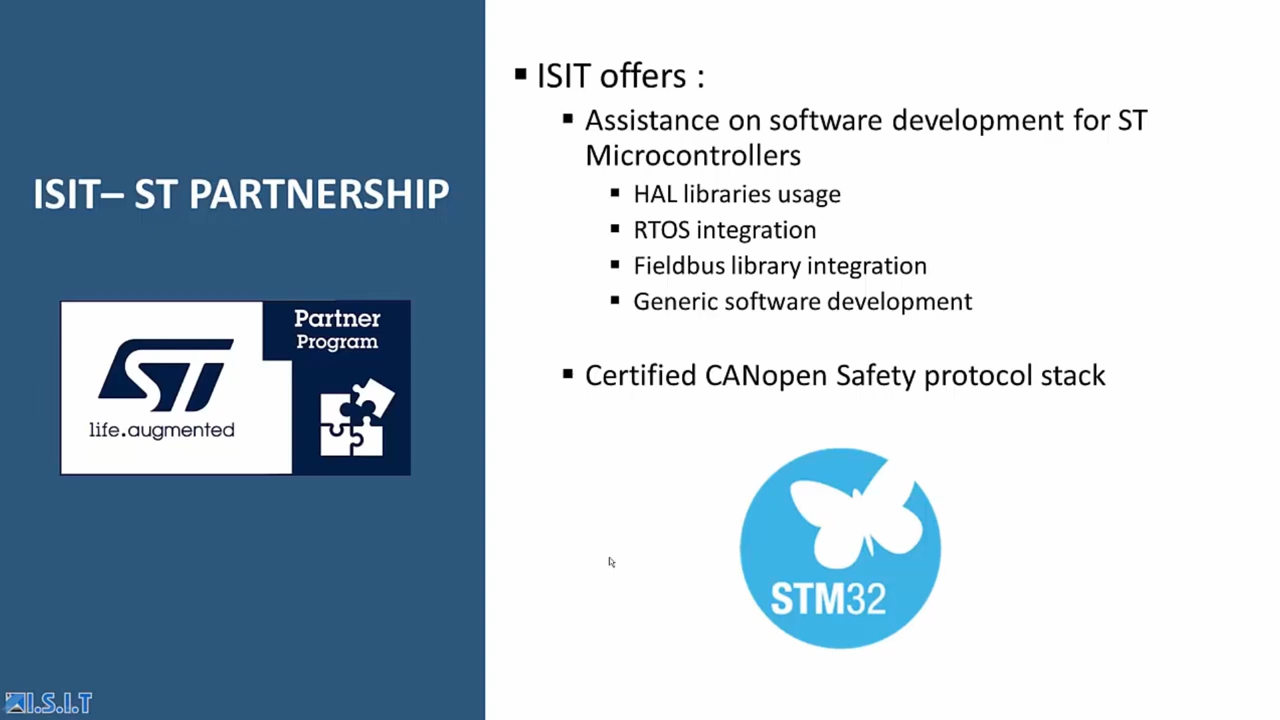 ISIT– ST PARTNERSHIP
ST
life.augmented
Partner
Program
▪ ISIT offers :
▪ Assistance on software development for ST
Microcontrollers
▪ HAL libraries usage
▪ RTOS integration
▪ Fieldbus library integration
▪ Generic software development
▪ Certified CANopen Safety protocol stack
STM32
I.S.I.T